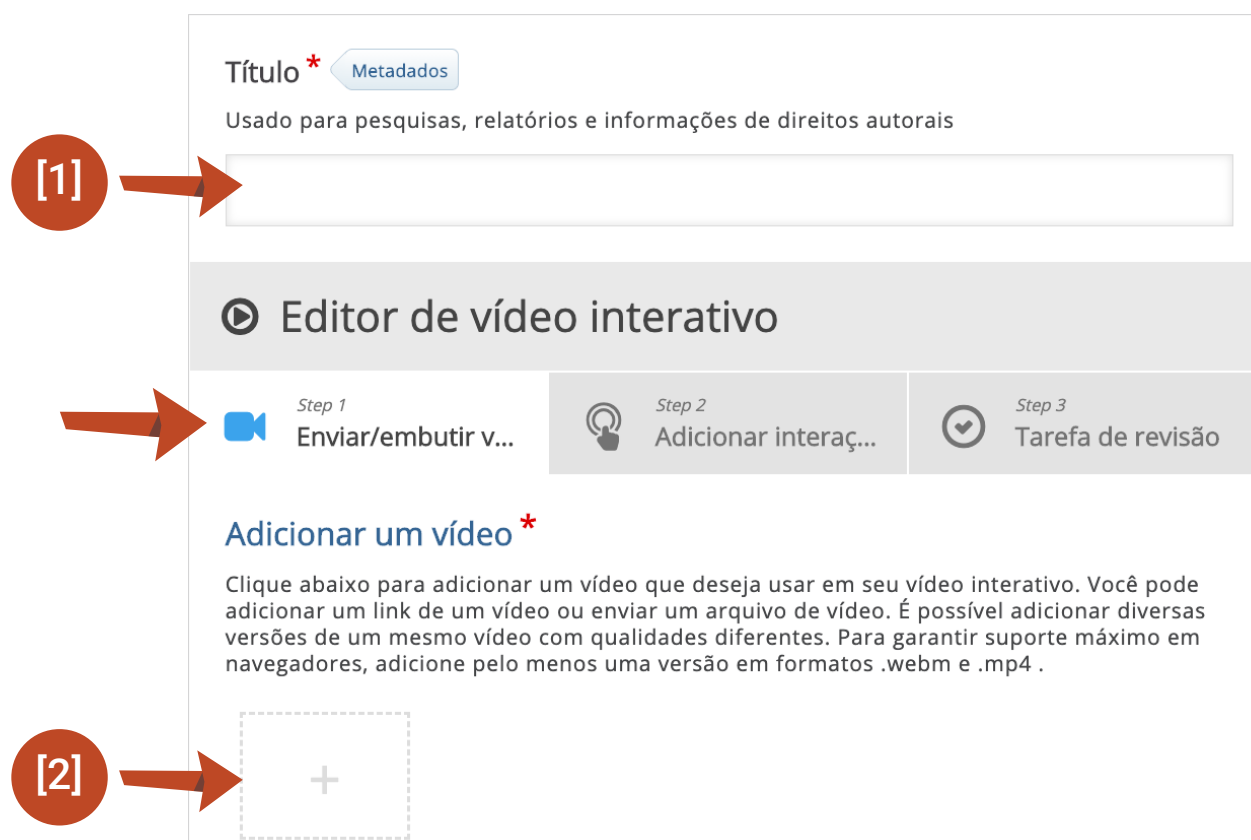 Título * Metadados
Usado para pesquisas, relatórios e informações de direitos autorais
[1]
Editor de vídeo interativo
Step 1
Enviar/embutir v...
Step 2
Adicionar interaç...
Step 3
Tarefa de revisão
Adicionar um vídeo *
Clique abaixo para adicionar um vídeo que deseja usar em seu vídeo interativo. Você pode
adicionar um link de um vídeo ou enviar um arquivo de vídeo. É possível adicionar diversas
versões de um mesmo vídeo com qualidades diferentes. Para garantir suporte máximo em
navegadores, adicione pelo menos uma versão em formatos .webm e .mp4 .
[2]
+